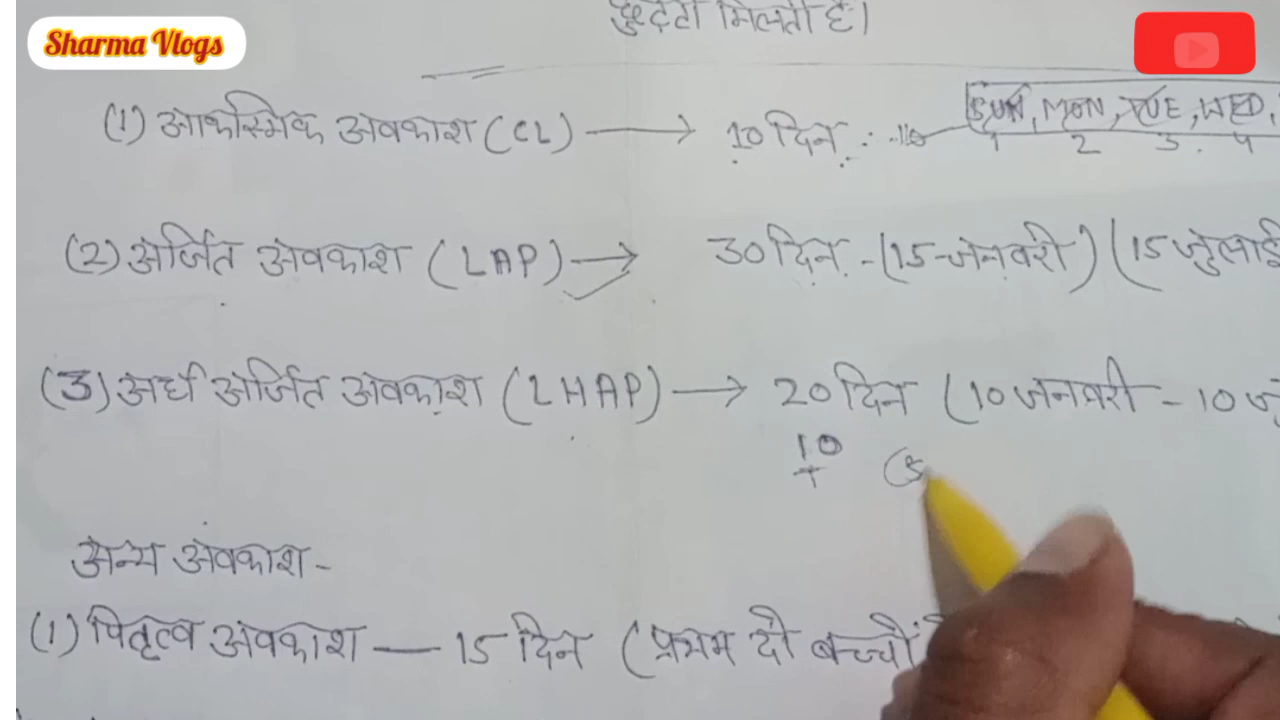 Sharma Vlogs
छुट्टी मिलती है।
SUN, MON, TUE, WED,
(1) आकस्मिक अवकाश (CL) → 10 दिन
1 2 3 4
(2) अर्जित अवकाश (LAP) → 30 दिन - (15-जनवरी) (15 जुलाई
(3) अर्ध अर्जित अवकाश (LHAP) → 20 दिन (10 जनवरी - 10
10
+
अन्य अवकाश -
(1) पितृत्व अवकाश — 15 दिन (प्रथम दो बच्चों